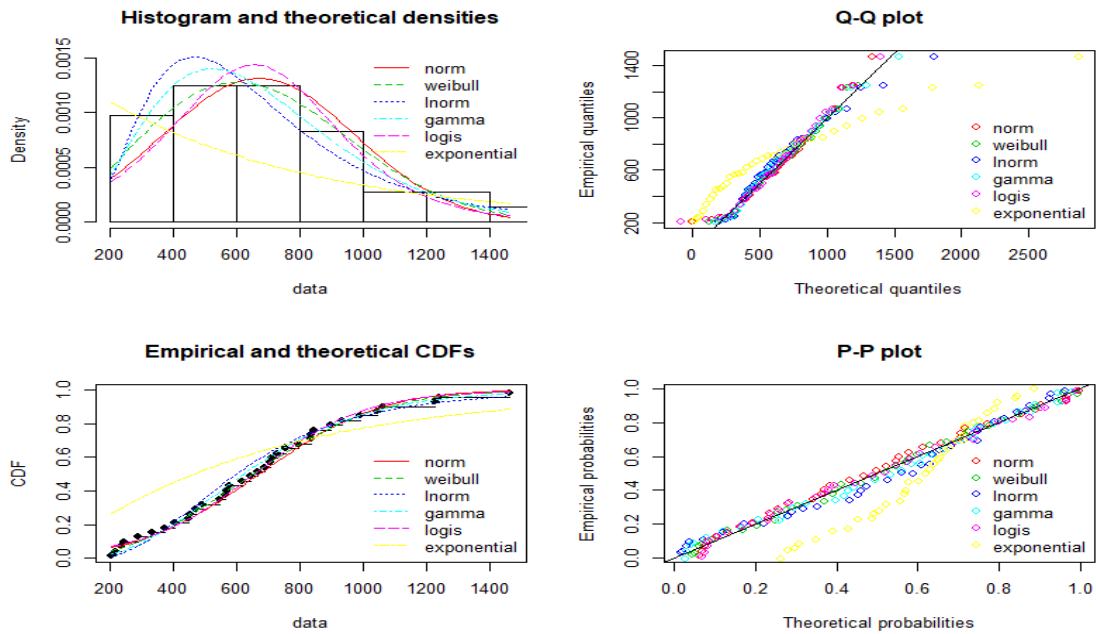 Histogram and theoretical densities
Density
0.0000
0.0005
0.0010
0.0015
norm
weibull
lnorm
gamma
logis
exponential
200 400 600 800 1000 1200 1400
data
Q-Q plot
Empirical quantiles
200
600
1000
1400
norm
weibull
lnorm
gamma
logis
exponential
0 500 1000 1500 2000 2500
Theoretical quantiles
Empirical and theoretical CDFs
CDF
0.0
0.2
0.4
0.6
0.8
1.0
norm
weibull
lnorm
gamma
logis
exponential
200 400 600 800 1000 1200 1400
data
P-P plot
Empirical probabilities
0.0
0.2
0.4
0.6
0.8
1.0
norm
weibull
lnorm
gamma
logis
exponential
0.0 0.2 0.4 0.6 0.8 1.0
Theoretical probabilities